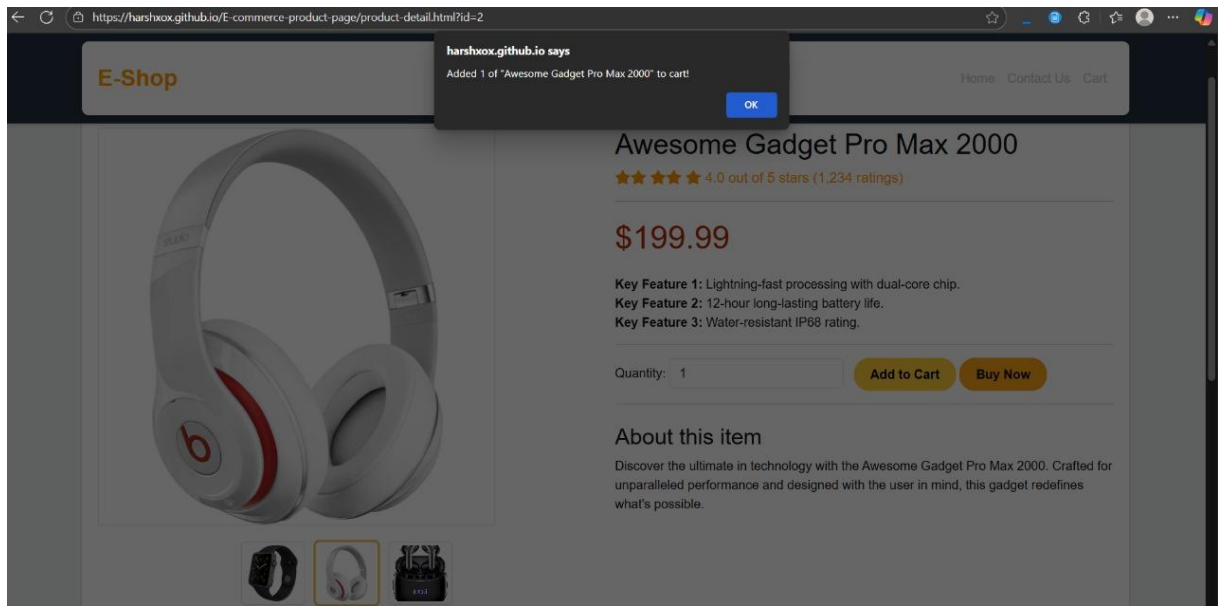 https://harshxox.github.io/E-commerce-product-page/product-detail.html?id=2
harshxox.github.io says
Added 1 of "Awesome Gadget Pro Max 2000" to cart!
OK
E-Shop
Home Contact Us Cart
studio
b
Awesome Gadget Pro Max 2000
4.0 out of 5 stars (1,234 ratings)
$199.99
Key Feature 1: Lightning-fast processing with dual-core chip.
Key Feature 2: 12-hour long-lasting battery life.
Key Feature 3: Water-resistant IP68 rating.
Quantity: 1 Add to Cart Buy Now
About this item
Discover the ultimate in technology with the Awesome Gadget Pro Max 2000. Crafted for
unparalleled performance and designed with the user in mind, this gadget redefines
what's possible.